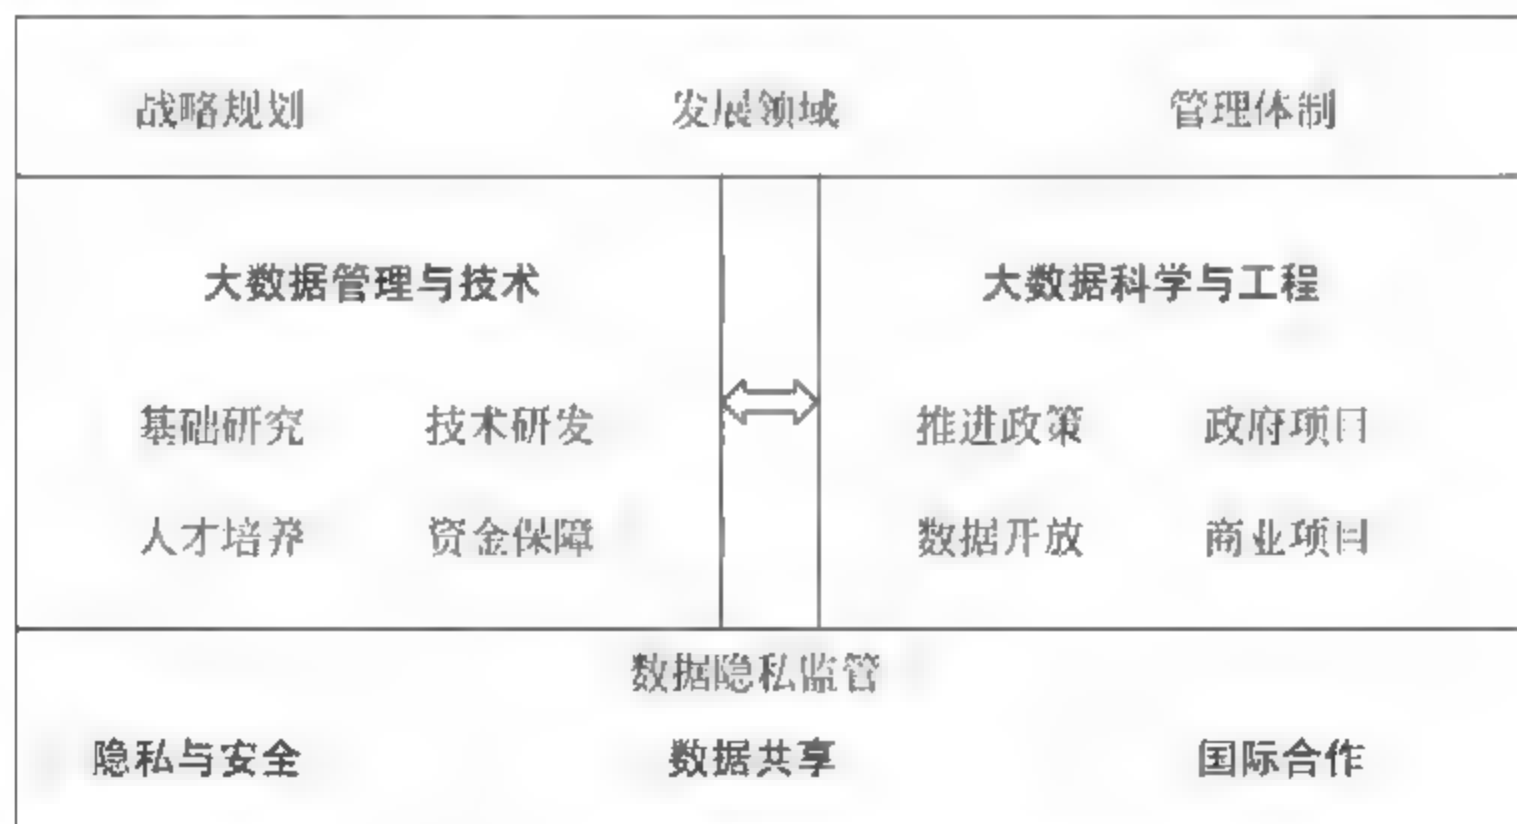 战略规划 发展领域 管理体制
大数据管理与技术 大数据科学与工程
基础研究 技术研发 推进政策 政府项目
人才培养 资金保障 数据开放 商业项目
数据隐私监管
隐私与安全 数据共享 国际合作